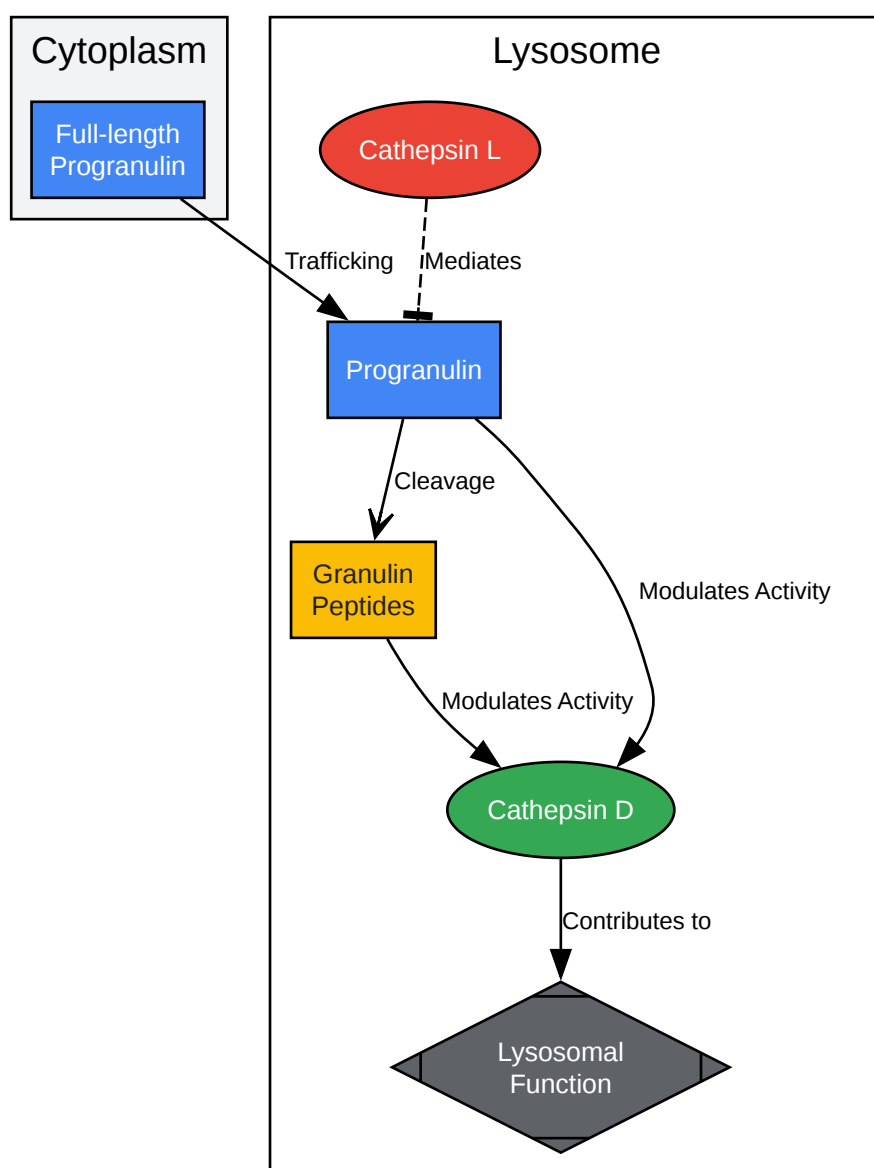 Cytoplasm
Lysosome
Full-length
Progranulin
Cathepsin L
Trafficking
Mediates
Progranulin
Cleavage
Granulin
Peptides
Modulates Activity
Modulates Activity
Cathepsin D
Contributes to
Lysosomal
Function